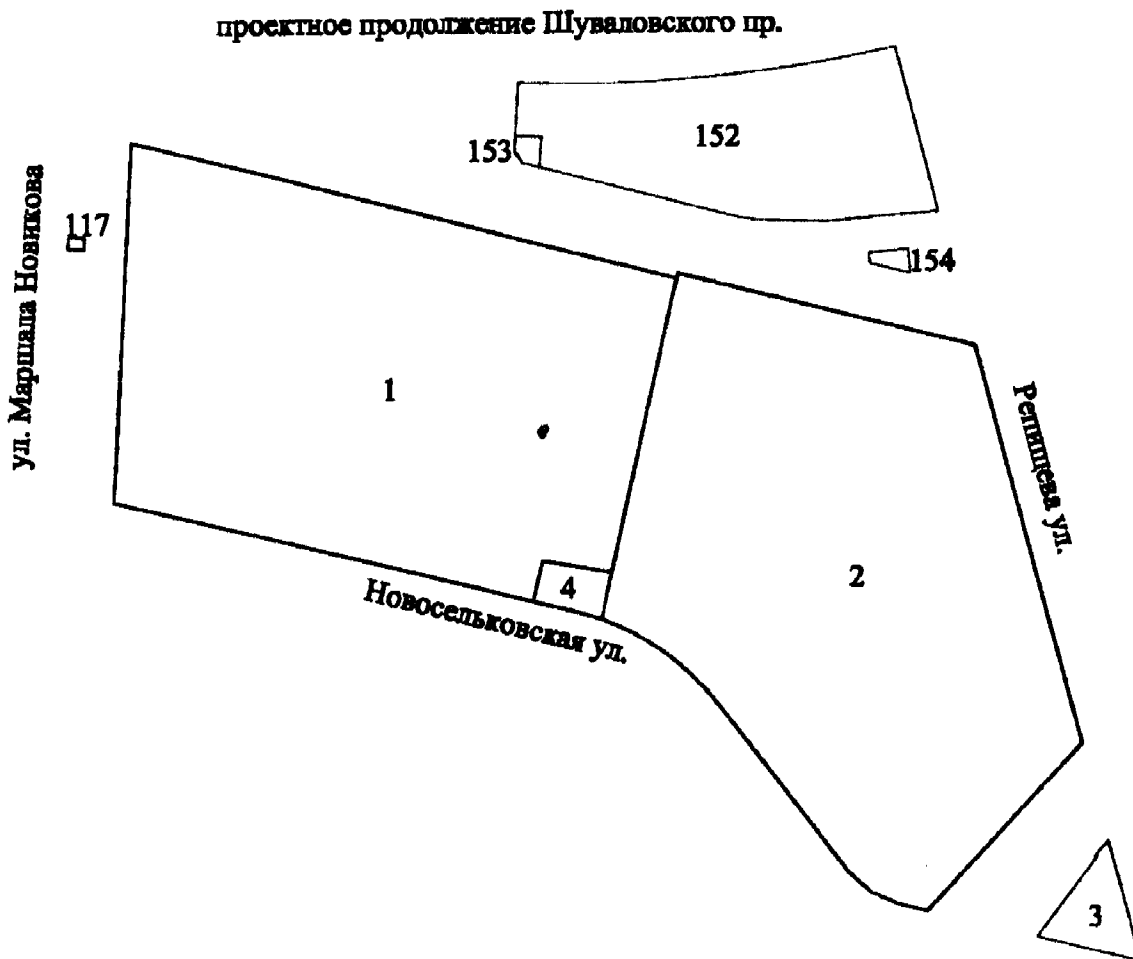 проектное продолжение Шуваловского пр.
152
153
117
154
ул. Маршала Новикова
1
Репищева ул.
2
4
Новосельковская ул.
3